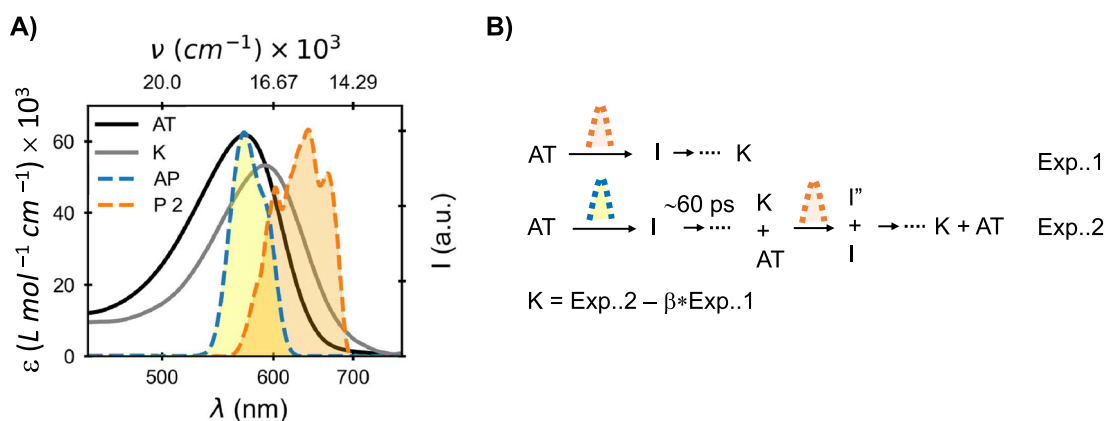 A)
ν (cm⁻¹) × 10³
20.0 16.67 14.29
ε (L mol⁻¹ cm⁻¹) × 10³
60
40
20
0
AT
K
AP
P 2
I (a.u.)
500 600 700
λ (nm)
B)
AT I ···· K Exp..1
AT I ~60 ps ···· K + AT I” + I ···· K + AT Exp..2
K = Exp..2 – β*Exp..1